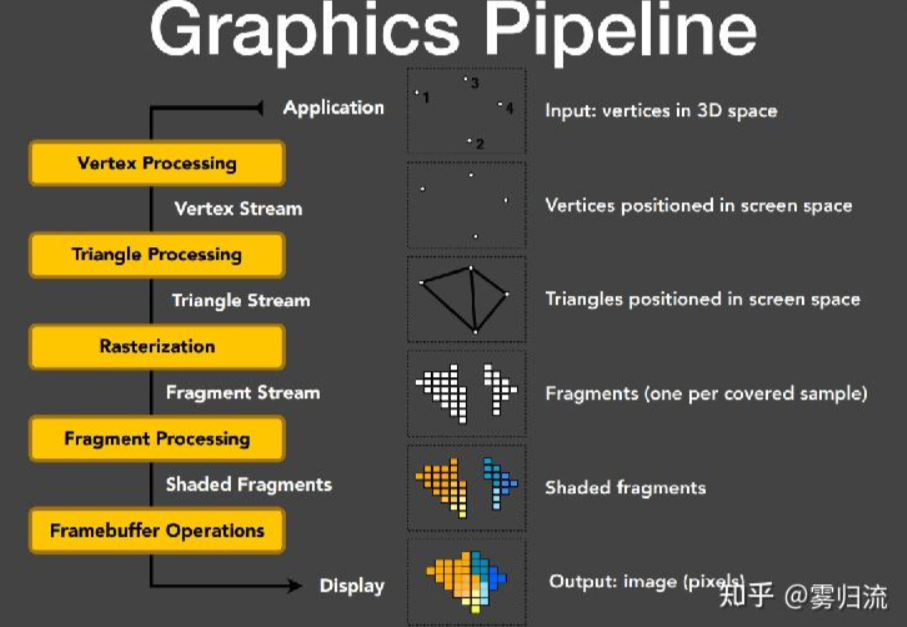 Graphics Pipeline
Application
1
3
4
2
Input: vertices in 3D space
Vertex Processing
Vertex Stream
Vertices positioned in screen space
Triangle Processing
Triangle Stream
Triangles positioned in screen space
Rasterization
Fragment Stream
Fragments (one per covered sample)
Fragment Processing
Shaded Fragments
Shaded fragments
Framebuffer Operations
Display
Output: image (pixels)
知乎 @雾归流